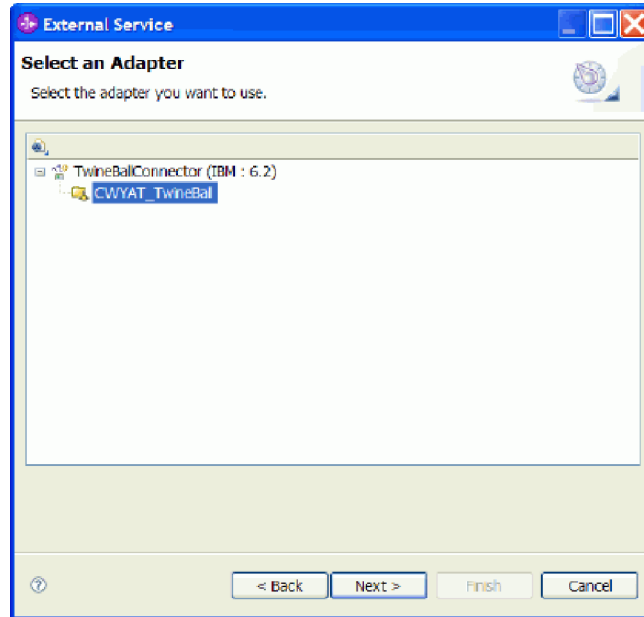 External Service
Select an Adapter
Select the adapter you want to use.
TwineBallConnector (IBM : 6.2)
CWYAT_TwineBall
< Back
Next >
Finish
Cancel